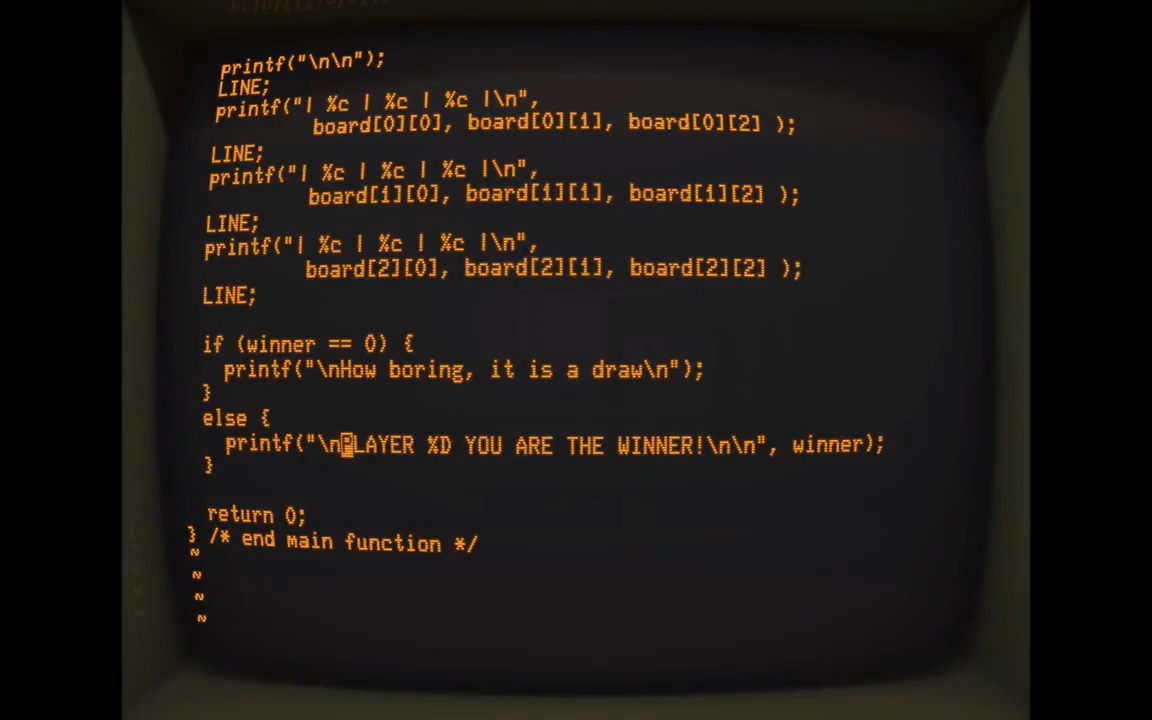 printf("\n\n");
LINE;
printf("| %c | %c | %c |\n",
board[0][0], board[0][1], board[0][2] );
LINE;
printf("| %c | %c | %c |\n",
board[1][0], board[1][1], board[1][2] );
LINE;
printf("| %c | %c | %c |\n",
board[2][0], board[2][1], board[2][2] );
LINE;
if (winner == 0) {
printf("\nHow boring, it is a draw\n");
}
else {
printf("\nPLAYER %D YOU ARE THE WINNER!\n\n", winner);
}
return 0;
} /* end main function */
~
~
~
~